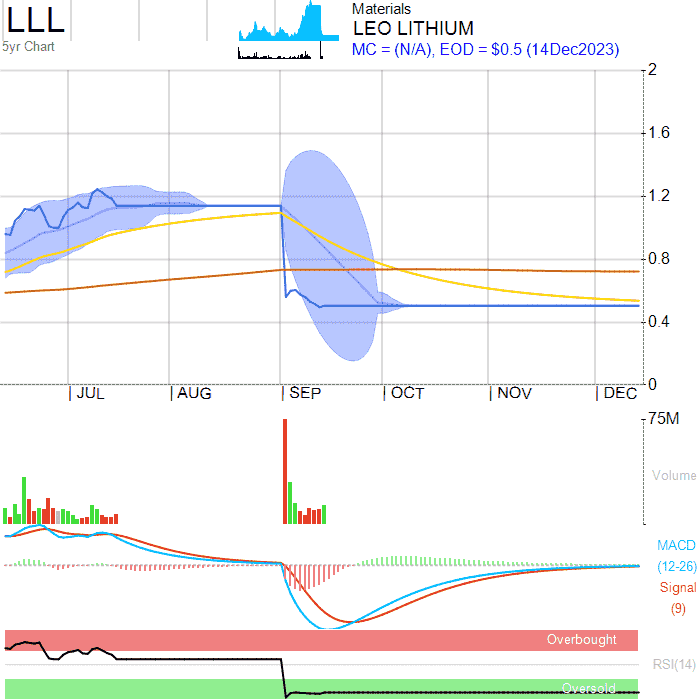 LLL
5yr Chart
Materials
LEO LITHIUM
MC = (N/A), EOD = $0.5 (14Dec2023)
2
1.6
1.2
0.8
0.4
0
JUL AUG SEP OCT NOV DEC
75M
Volume
MACD
(12-26)
Signal
(9)
Overbought
RSI(14)
Oversold